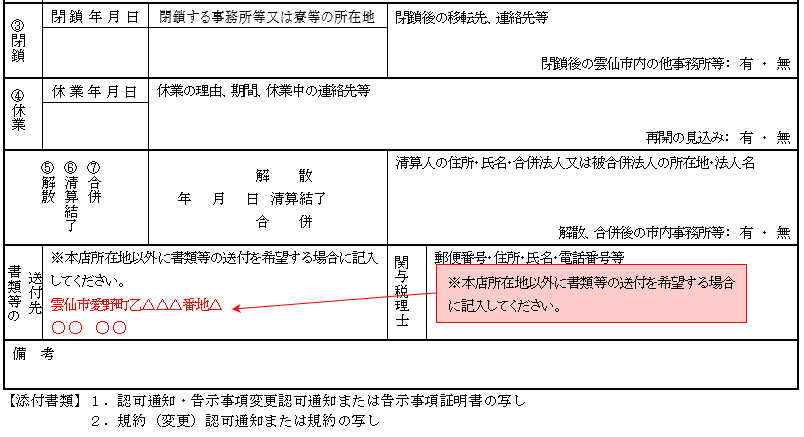 ③閉鎖
閉鎖年月日
閉鎖する事務所等又は寮等の所在地
閉鎖後の移転先、連絡先等
閉鎖後の雲仙市内の他事務所等：有・無
④休業
休業年月日
休業の理由、期間、休業中の連絡先等
再開の見込み：有・無
⑤解散
⑥清算結了
⑦合併
解　散
年　月　日　清算結了
合　併
清算人の住所・氏名・合併法人又は被合併法人の所在地・法人名
解散、合併後の市内事務所等：有・無
書類等の
送付先
※本店所在地以外に書類等の送付を希望する場合に記入
してください。
雲仙市愛野町乙△△△番地△
○○　○○
関与税理士
郵便番号・住所・氏名・電話番号等
※本店所在地以外に書類等の送付を希望する場合
に記入してください。
備　考
【添付書類】１．認可通知・告示事項変更認可通知または告示事項証明書の写し
２．規約（変更）認可通知または規約の写し